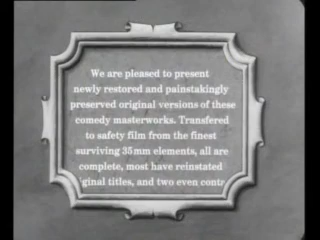 We are pleased to present
newly restored and painstakingly
preserved original versions of these
comedy masterworks. Transfered
to safety film from the finest
surviving 35mm elements, all are
complete, most have reinstated
titles, and two even